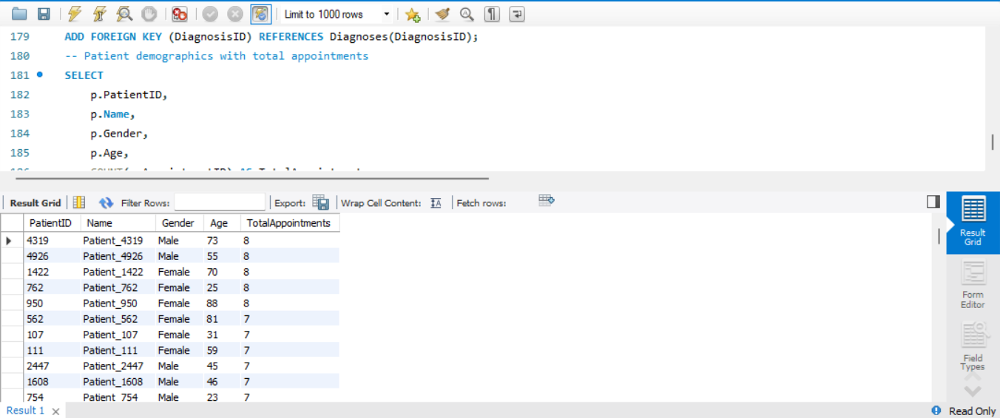 Limit to 1000 rows
179 ADD FOREIGN KEY (DiagnosisID) REFERENCES Diagnoses(DiagnosisID);
180 -- Patient demographics with total appointments
181 SELECT
182 p.PatientID,
183 p.Name,
184 p.Gender,
185 p.Age,
Result Grid Filter Rows: Export: Wrap Cell Content: Fetch rows:
PatientID Name Gender Age TotalAppointments
4319 Patient_4319 Male 73 8
4926 Patient_4926 Male 55 8
1422 Patient_1422 Female 70 8
762 Patient_762 Female 25 8
950 Patient_950 Female 88 8
562 Patient_562 Female 81 7
107 Patient_107 Female 31 7
111 Patient_111 Female 59 7
2447 Patient_2447 Male 45 7
1608 Patient_1608 Male 46 7
754 Patient_754 Male 23 7
Result
Grid
Form
Editor
Field
Types
Result 1
Read Only